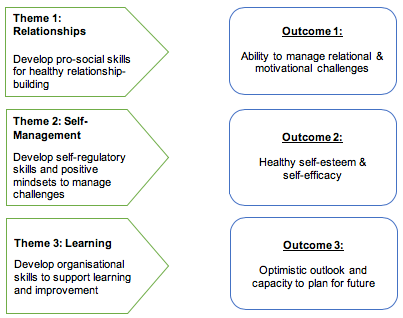 Theme 1:
Relationships
Develop pro-social skills
for healthy relationship-
building
Outcome 1:
Ability to manage relational &
motivational challenges
Theme 2: Self-
Management
Develop self-regulatory
skills and positive
mindsets to manage
challenges
Outcome 2:
Healthy self-esteem &
self-efficacy
Theme 3: Learning
Develop organisational
skills to support learning
and improvement
Outcome 3:
Optimistic outlook and
capacity to plan for future